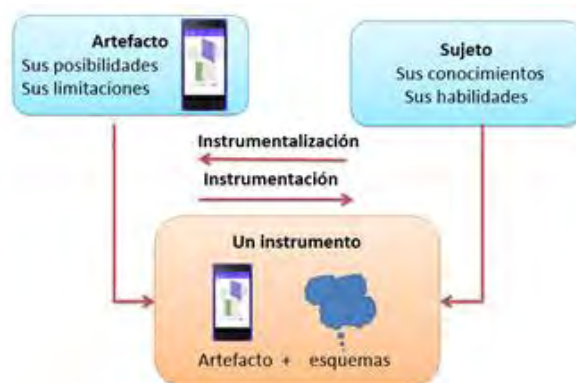 Artefacto
Sus posibilidades
Sus limitaciones
Sujeto
Sus conocimientos
Sus habilidades
Instrumentalización
Instrumentación
Un instrumento
Artefacto + esquemas